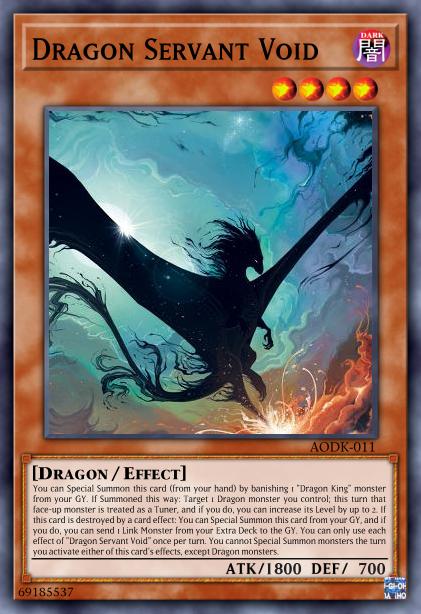 DRAGON SERVANT VOID
DARK
闇
AODK-011
[DRAGON / EFFECT]
You can Special Summon this card (from your hand) by banishing 1 "Dragon King" monster
from your GY. If Summoned this way: Target 1 Dragon monster you control; this turn that
face-up monster is treated as a Tuner, and if you do, you can increase its Level by up to 2. If
this card is destroyed by a card effect: You can Special Summon this card from your GY, and if
you do, you can send 1 Link Monster from your Extra Deck to the GY. You can only use each
effect of "Dragon Servant Void" once per turn. You cannot Special Summon monsters the turn
you activate either of this card's effects, except Dragon monsters.
ATK/1800 DEF/ 700
69185537